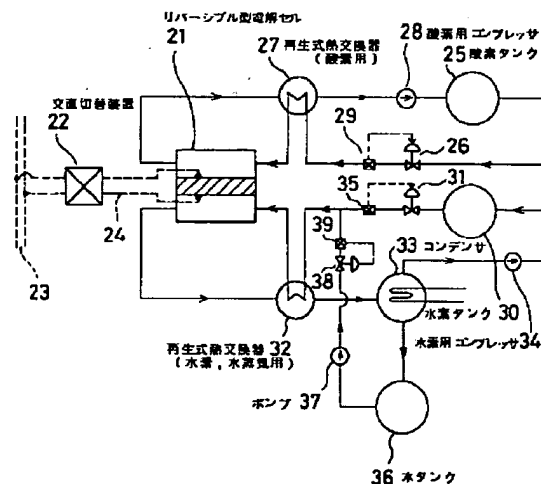 リバーシブル型電解セル
21
27 再生式熱交換器
(酸素用)
28 酸素用コンプレッサ
25 酸素タンク
交直切替装置
22
29
26
35
31
24
39
33 コンデンサ
38
23
30
水素タンク
34
水素用コンプレッサ
32
再生式熱交換器
(水素,水蒸気用)
37
ポンプ
36 水タンク